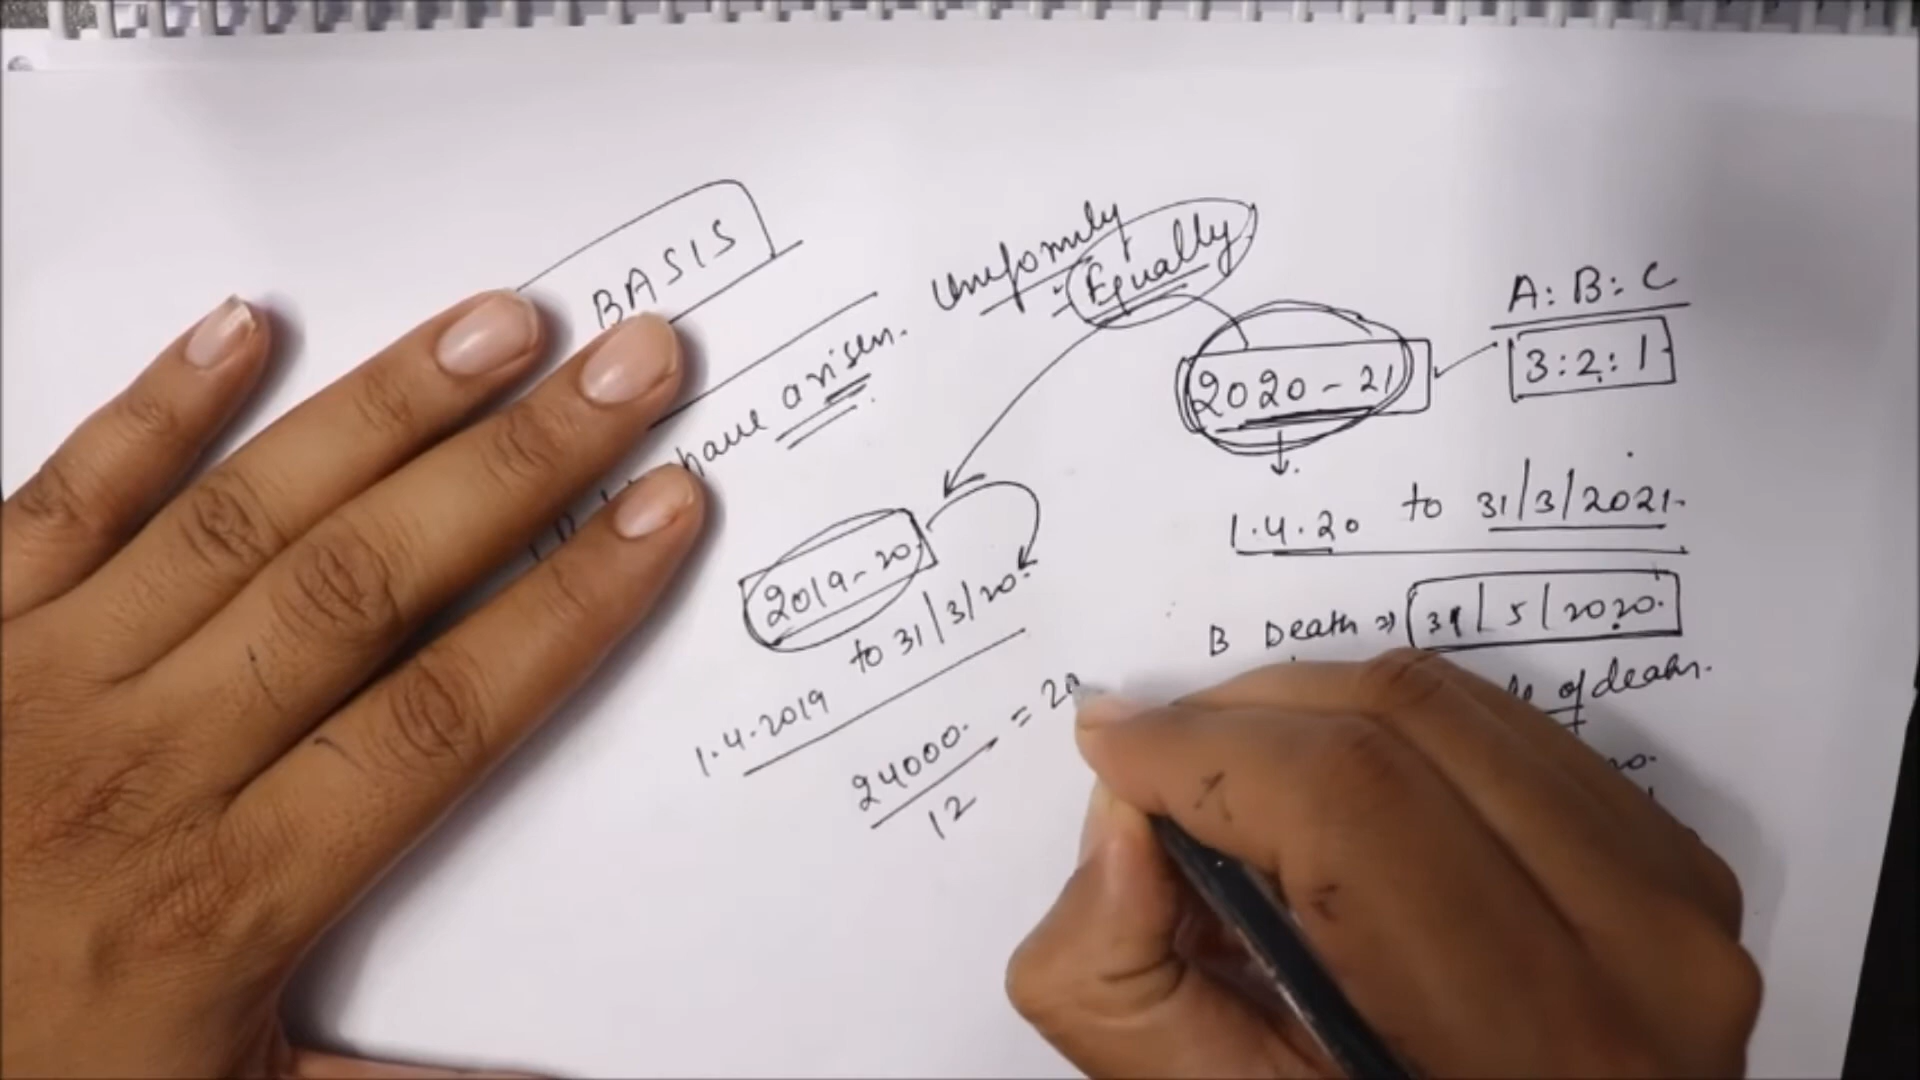 BASIS
have arisen.
Uniformly
Equally
2019-20
1.4.2019 to 31/3/20.
24000.
12
= 20
A:B:C
3:2:1
2020-21
1.4.20 to 31/3/2021.
B Death ⇒ 31/5/2020.
of death.